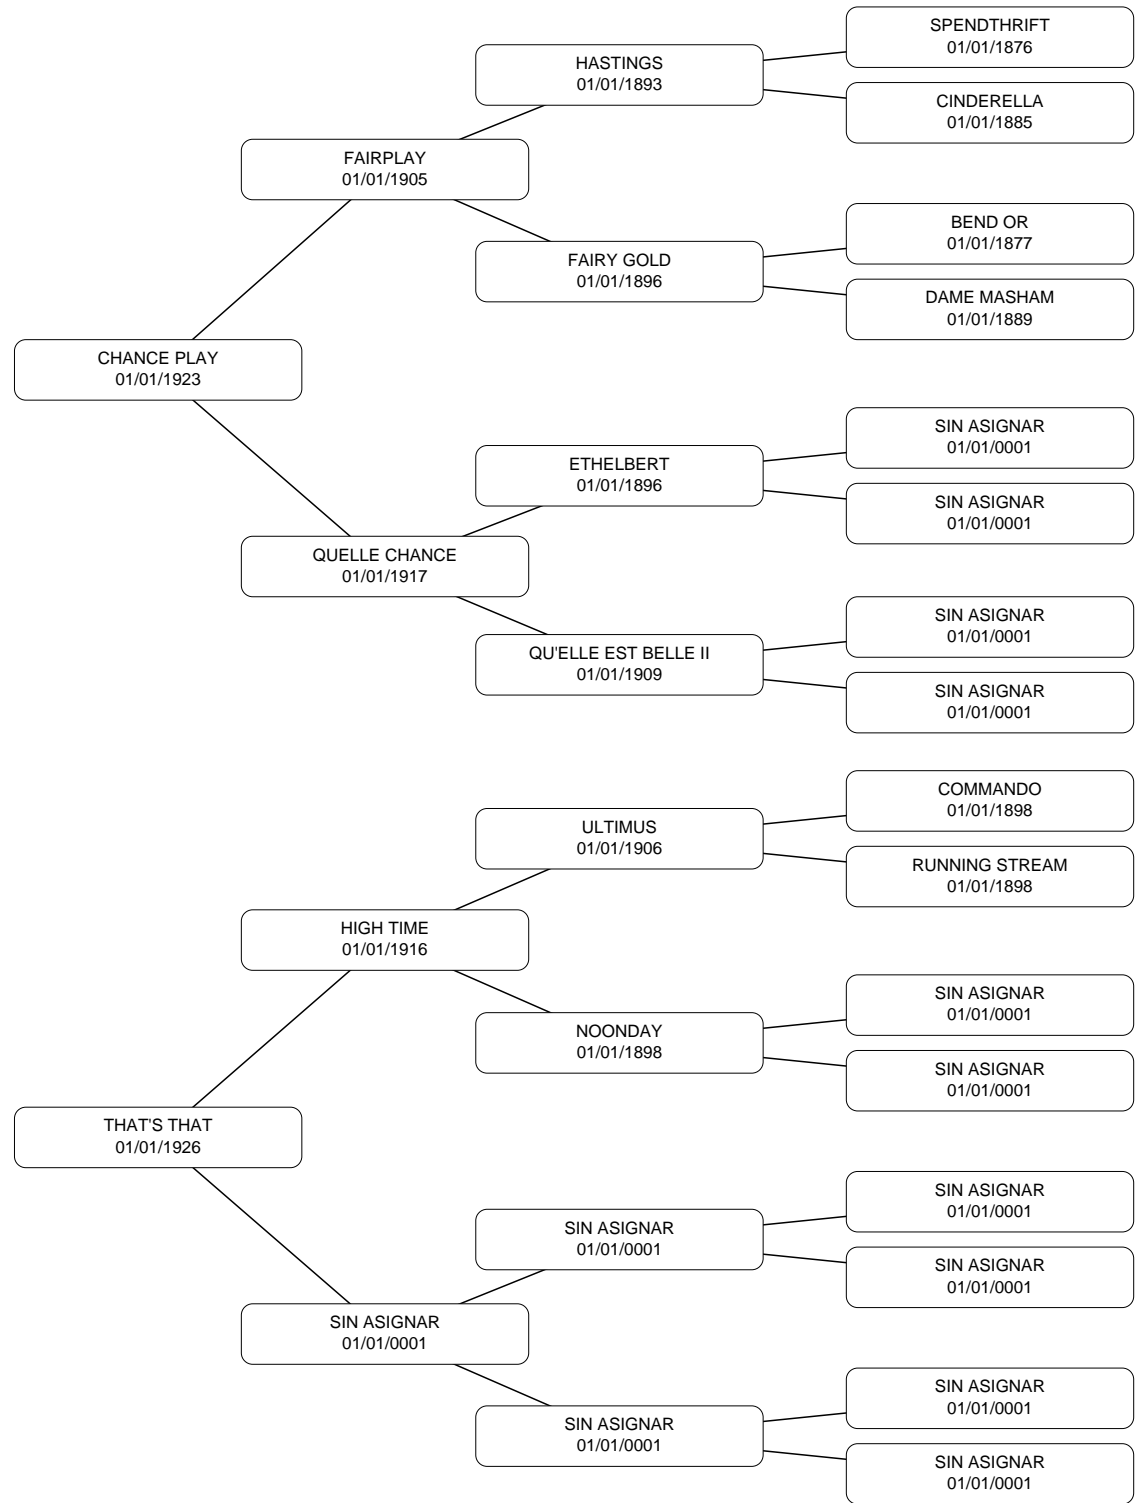 SPENDTHRIFT
01/01/1876
HASTINGS
01/01/1893
CINDERELLA
01/01/1885
FAIRPLAY
01/01/1905
BEND OR
01/01/1877
FAIRY GOLD
01/01/1896
DAME MASHAM
01/01/1889
CHANCE PLAY
01/01/1923
SIN ASIGNAR
01/01/0001
ETHELBERT
01/01/1896
SIN ASIGNAR
01/01/0001
QUELLE CHANCE
01/01/1917
SIN ASIGNAR
01/01/0001
QU'ELLE EST BELLE II
01/01/1909
SIN ASIGNAR
01/01/0001
COMMANDO
01/01/1898
ULTIMUS
01/01/1906
RUNNING STREAM
01/01/1898
HIGH TIME
01/01/1916
SIN ASIGNAR
01/01/0001
NOONDAY
01/01/1898
SIN ASIGNAR
01/01/0001
THAT'S THAT
01/01/1926
SIN ASIGNAR
01/01/0001
SIN ASIGNAR
01/01/0001
SIN ASIGNAR
01/01/0001
SIN ASIGNAR
01/01/0001
SIN ASIGNAR
01/01/0001
SIN ASIGNAR
01/01/0001
SIN ASIGNAR
01/01/0001